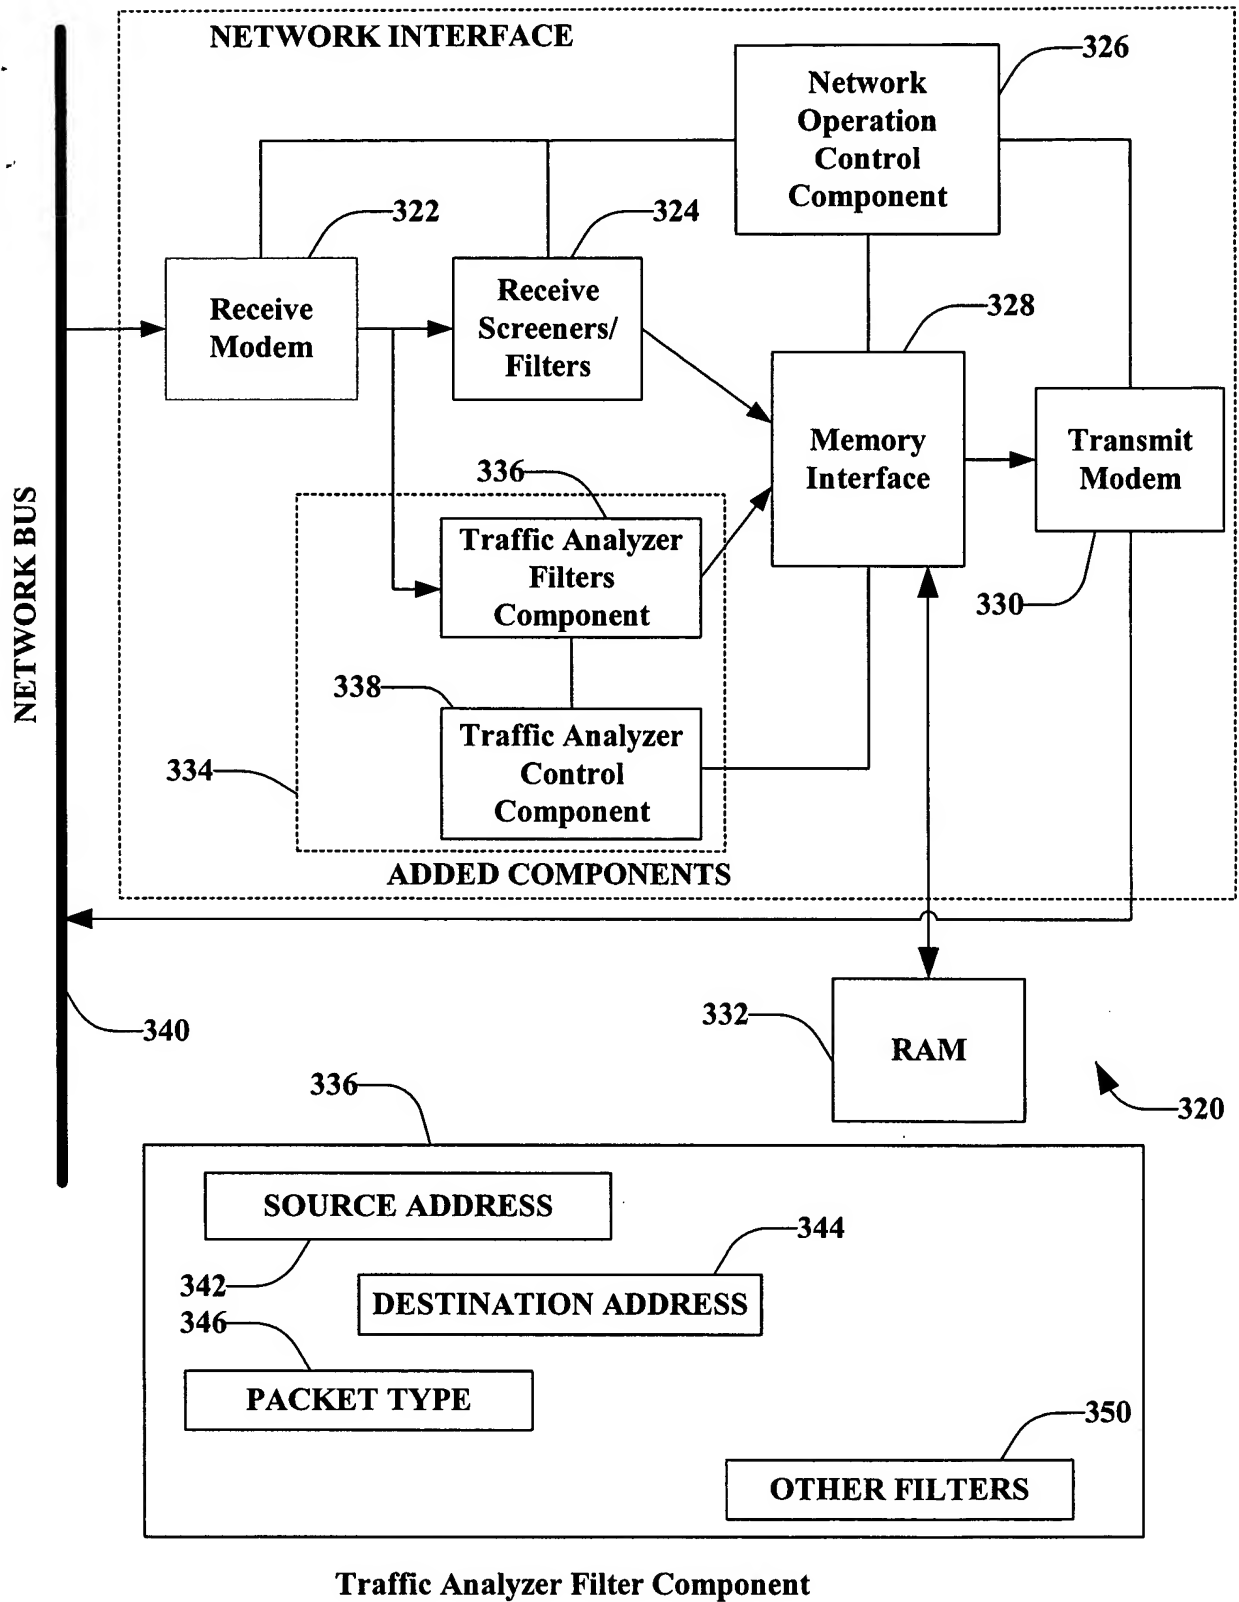 NETWORK INTERFACE
326
Network
Operation
Control
Component
322
324
Receive
Modem
Receive
Screeners/
Filters
328
Memory
Interface
Transmit
Modem
330
NETWORK BUS
336
Traffic Analyzer
Filters
Component
338
Traffic Analyzer
Control
Component
334
ADDED COMPONENTS
340
332
RAM
320
336
SOURCE ADDRESS
342
344
DESTINATION ADDRESS
346
PACKET TYPE
350
OTHER FILTERS
Traffic Analyzer Filter Component